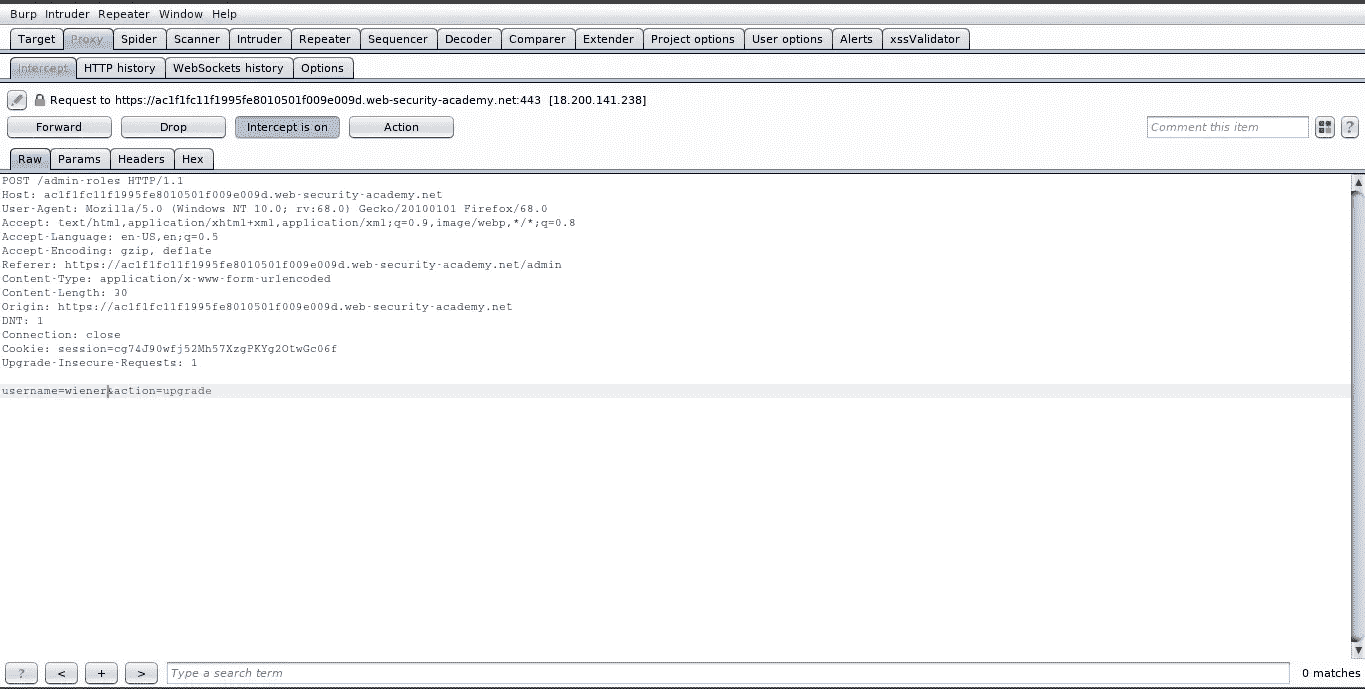 Burp Intruder Repeater Window Help
Target Proxy Spider Scanner Intruder Repeater Sequencer Decoder Comparer Extender Project options User options Alerts xssValidator
Intercept HTTP history WebSockets history Options
Request to https://ac1f1fc11f1995fe8010501f009e009d.web-security-academy.net:443 [18.200.141.238]
Forward Drop Intercept is on Action Comment this item ?
Raw Params Headers Hex
POST /admin-roles HTTP/1.1
Host: ac1f1fc11f1995fe8010501f009e009d.web-security-academy.net
User-Agent: Mozilla/5.0 (Windows NT 10.0; rv:68.0) Gecko/20100101 Firefox/68.0
Accept: text/html,application/xhtml+xml,application/xml;q=0.9,image/webp,*/*;q=0.8
Accept-Language: en-US,en;q=0.5
Accept-Encoding: gzip, deflate
Referer: https://ac1f1fc11f1995fe8010501f009e009d.web-security-academy.net/admin
Content-Type: application/x-www-form-urlencoded
Content-Length: 30
Origin: https://ac1f1fc11f1995fe8010501f009e009d.web-security-academy.net
DNT: 1
Connection: close
Cookie: session=cg74J90wfj52Mh57XzgPKYg2OtwGc06f
Upgrade-Insecure-Requests: 1
username=wiener&action=upgrade
? < + > Type a search term 0 matches